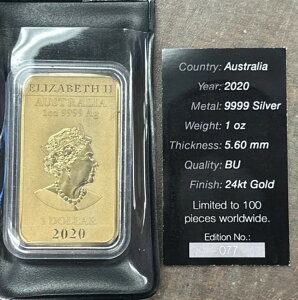 ELIZABETH II
AUSTRALIA
1oz 9999 Ag
1 DOLLAR
2020
Country: Australia
Year: 2020
Metal: 9999 Silver
Weight: 1 oz
Thickness: 5.60 mm
Quality: BU
Finish: 24kt Gold
Limited to 100
pieces worldwide.
Edition No.:
077